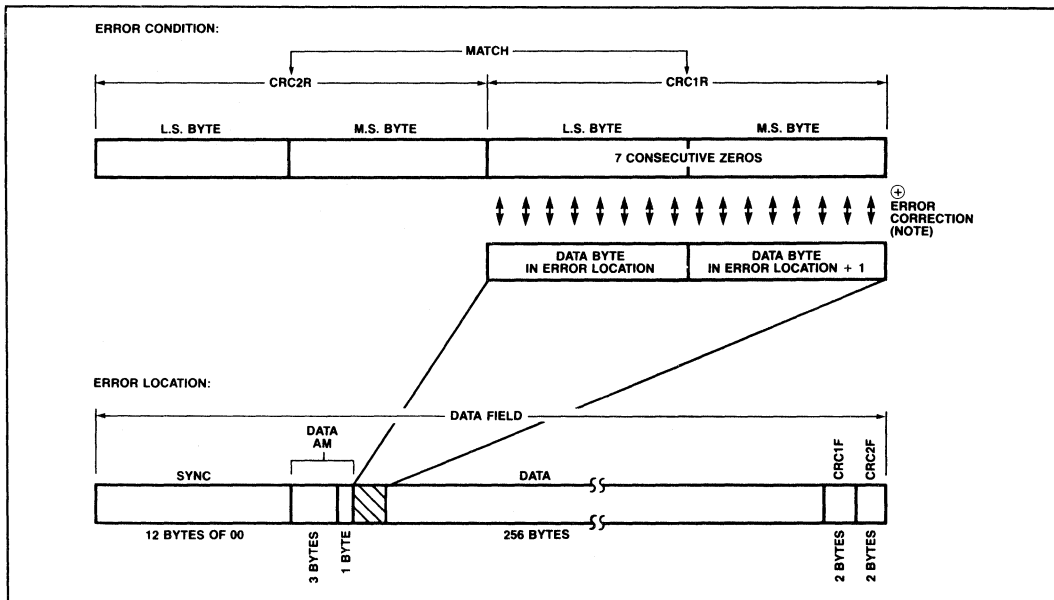 ERROR CONDITION:
MATCH
CRC2R
CRC1R
L.S. BYTE
M.S. BYTE
L.S. BYTE
M.S. BYTE
7 CONSECUTIVE ZEROS
⊕
ERROR
CORRECTION
(NOTE)
DATA BYTE
IN ERROR LOCATION
DATA BYTE
IN ERROR LOCATION + 1
ERROR LOCATION:
DATA FIELD
DATA
AM
SYNC
DATA
CRC1F
CRC2F
12 BYTES OF 00
3 BYTES
1 BYTE
256 BYTES
2 BYTES
2 BYTES